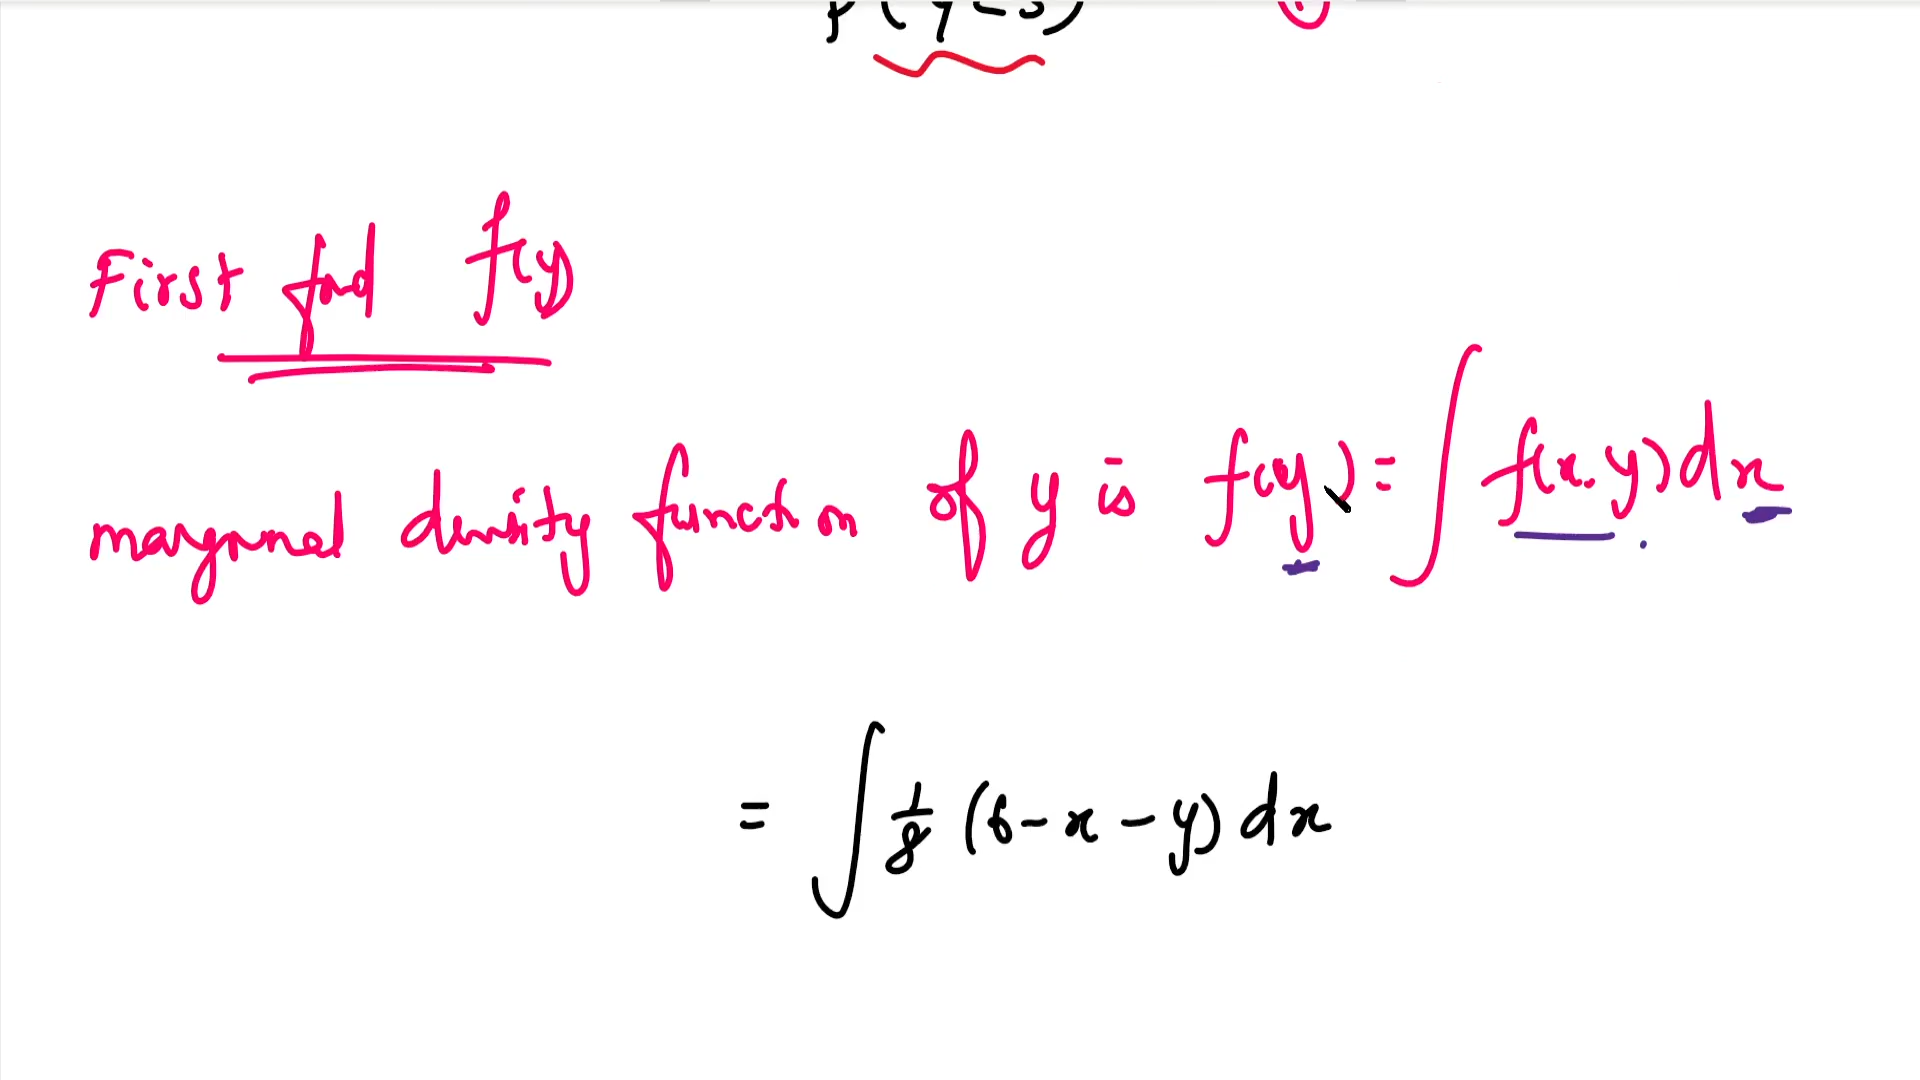 First find f(y)
marginal density function of y is f(y) = ∫ f(x,y) dx
= ∫ 1/8 (6-x-y) dx